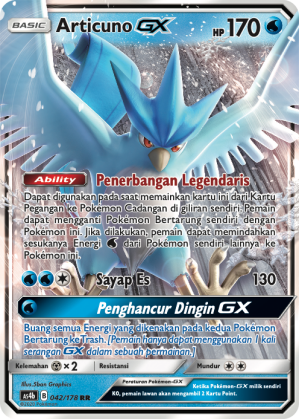 BASIC Articuno GX HP 170
Ability Penerbangan Legendaris
Dapat digunakan pada saat memainkan kartu ini dari Kartu
Pegangan ke Pokémon Cadangan di giliran sendiri. Pemain
dapat mengganti Pokémon Bertarung sendiri dengan Pokémon
ini. Jika dilakukan, pemain dapat memindahkan
sesukanya Energi dari Pokémon sendiri lainnya ke
Pokémon ini.
Sayap Es 130
Penghancur Dingin GX
Buang semua Energi yang dikenakan pada kedua Pokémon
Bertarung ke Trash. [Pemain hanya dapat menggunakan 1 kali
serangan GX dalam sebuah permainan.]
Kelemahan ×2 Resistansi Mundur
Illus. 5ban Graphics
AS4b B 042/178 RR
Peraturan Pokémon-GX
Ketika Pokémon-GX milik sendiri
KO, pemain lawan mengambil 2 Kartu Point.